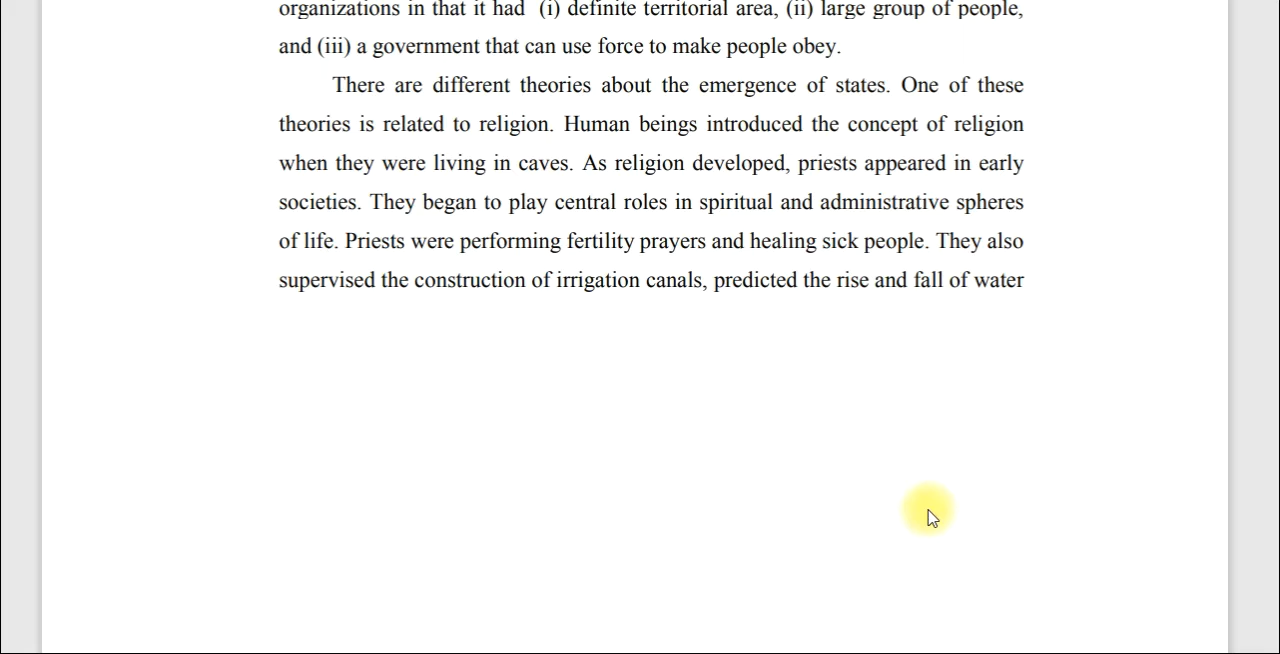 organizations in that it had (i) definite territorial area, (ii) large group of people,
and (iii) a government that can use force to make people obey.
There are different theories about the emergence of states. One of these
theories is related to religion. Human beings introduced the concept of religion
when they were living in caves. As religion developed, priests appeared in early
societies. They began to play central roles in spiritual and administrative spheres
of life. Priests were performing fertility prayers and healing sick people. They also
supervised the construction of irrigation canals, predicted the rise and fall of water